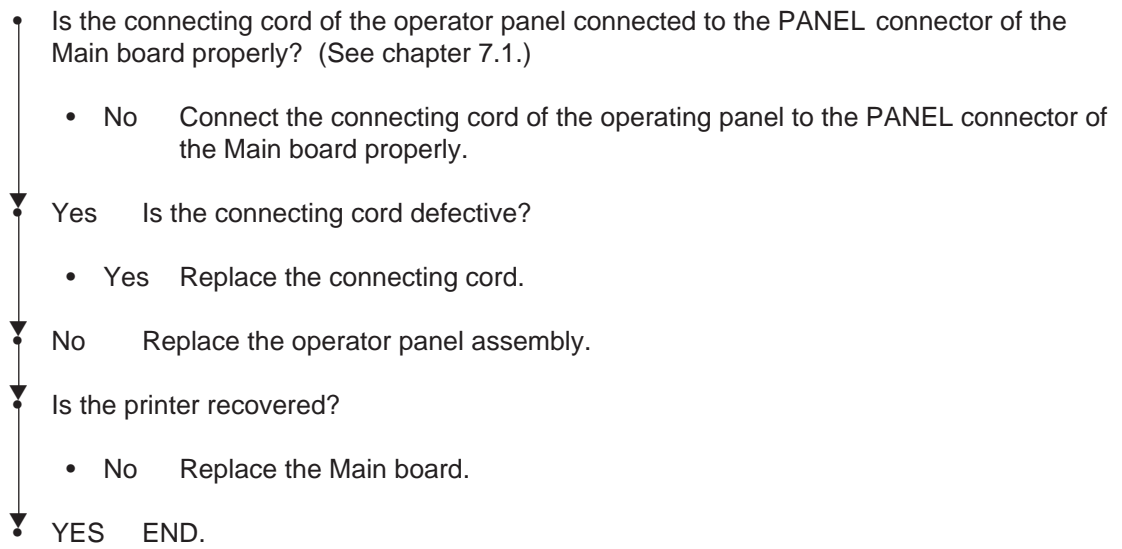 • Is the connecting cord of the operator panel connected to the PANEL connector of the
Main board properly? (See chapter 7.1.)
• No Connect the connecting cord of the operating panel to the PANEL connector of
the Main board properly.
• Yes Is the connecting cord defective?
• Yes Replace the connecting cord.
• No Replace the operator panel assembly.
• Is the printer recovered?
• No Replace the Main board.
• YES END.